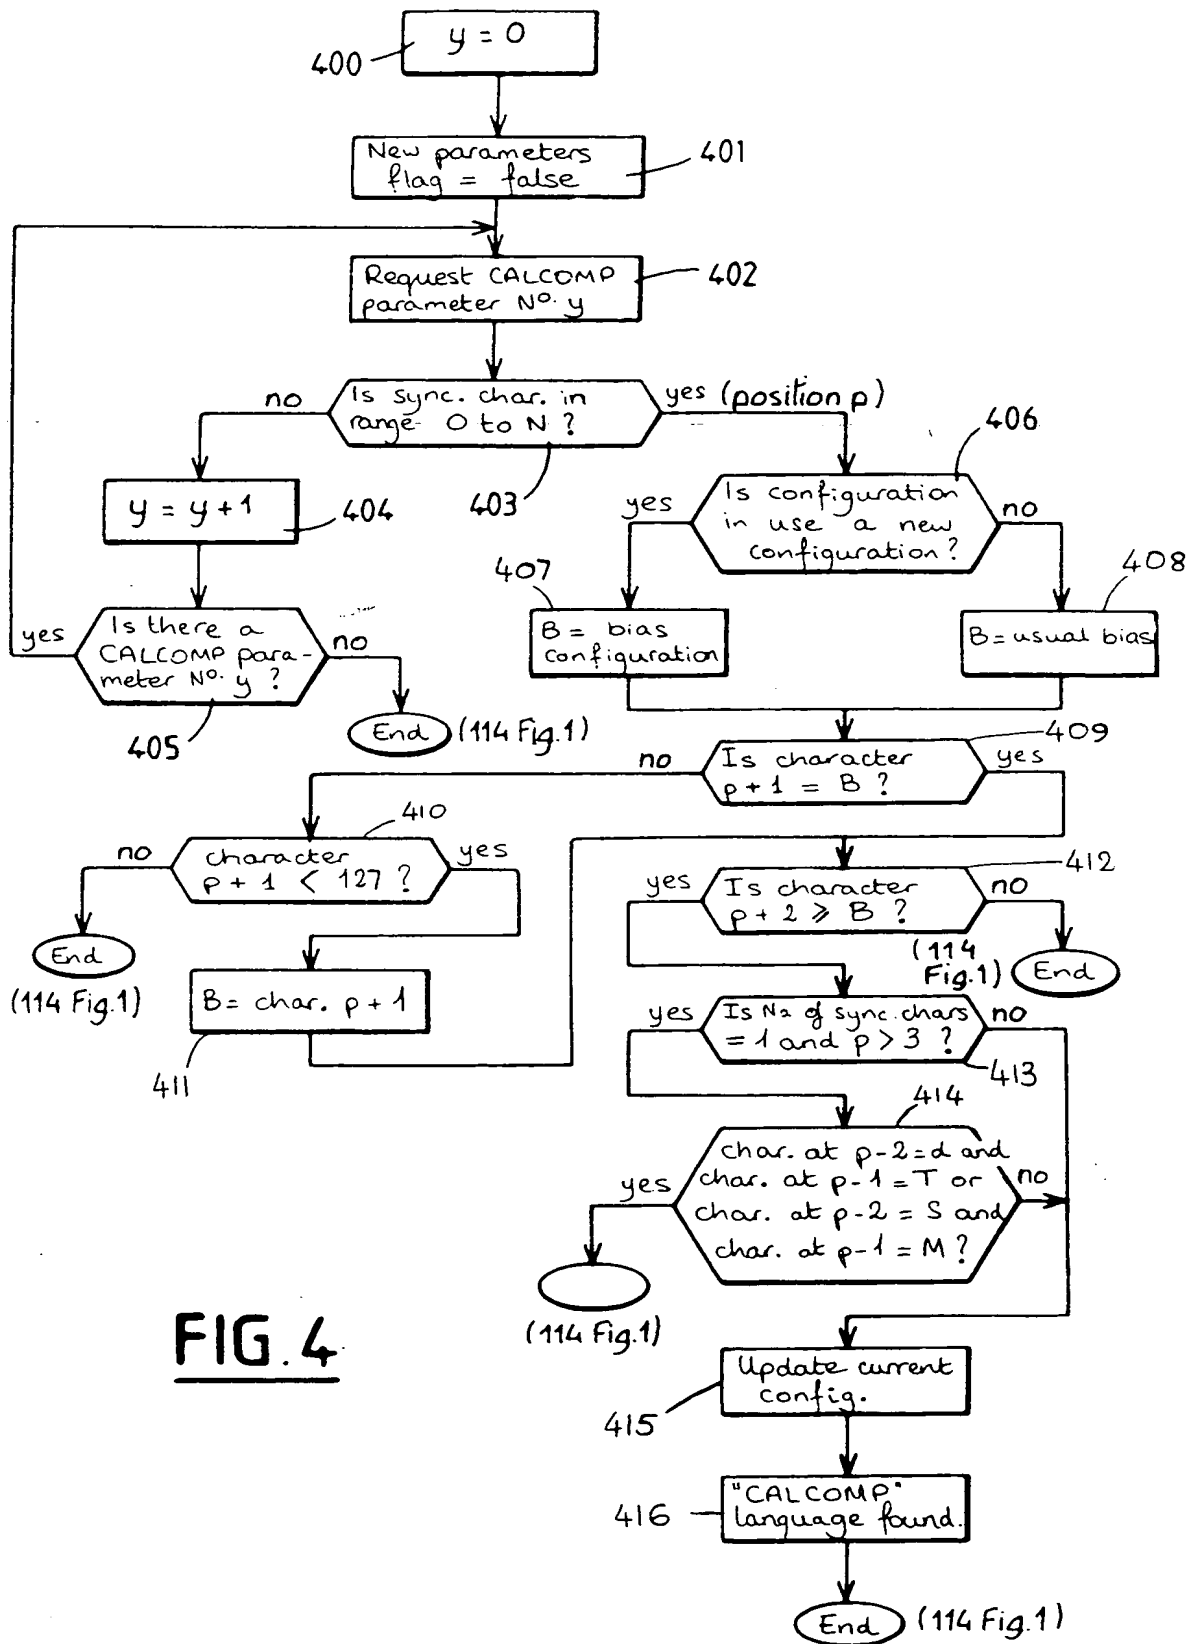 y = 0
400
New parameters
flag = false
401
Request CALCOMP
parameter Nº. y
402
no
Is sync. char. in
range 0 to N ?
yes (position p)
403
406
y = y + 1
404
yes
Is configuration
in use a new
configuration?
no
407
408
yes
Is there a
CALCOMP para-
meter Nº. y ?
no
405
B = bias
configuration
B = usual bias
End
(114 Fig.1)
409
no
Is character
p + 1 = B ?
yes
410
no
character
p + 1 < 127 ?
yes
412
yes
Is character
p + 2 ⩾ B ?
no
End
(114 Fig.1)
(114
Fig.1)
End
B = char. p + 1
411
yes
Is Nº of sync. chars
= 1 and p > 3 ?
no
413
414
yes
char. at p-2 = d and
char. at p-1 = T or
char. at p-2 = S and
char. at p-1 = M ?
no
(114 Fig.1)
FIG. 4
Update current
config.
415
"CALCOMP"
language found.
416
End
(114 Fig.1)